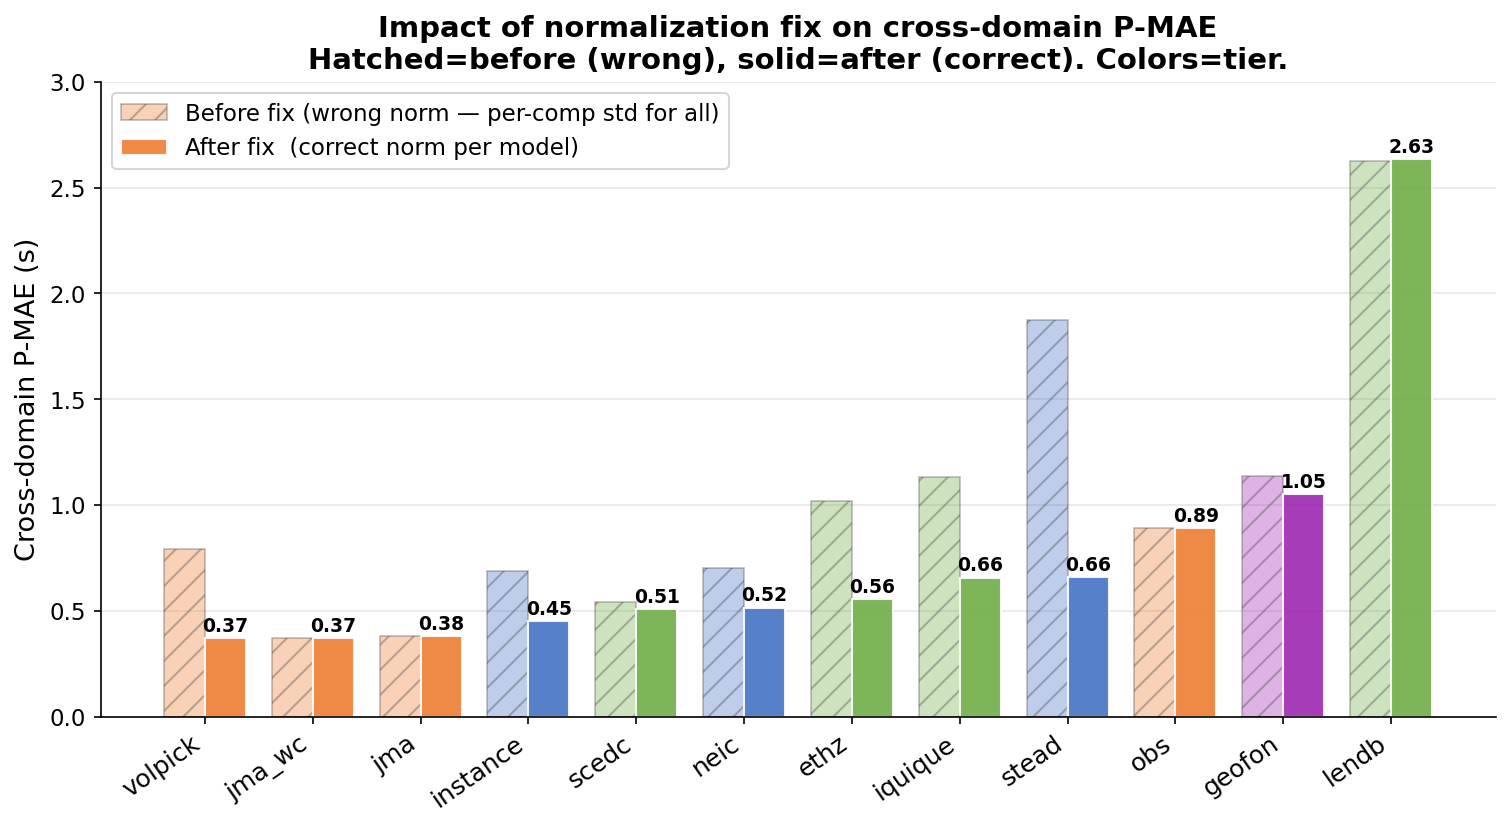 Impact of normalization fix on cross-domain P-MAE
Hatched=before (wrong), solid=after (correct). Colors=tier.
Before fix (wrong norm — per-comp std for all)
After fix  (correct norm per model)
Cross-domain P-MAE (s)
3.0
2.5
2.0
1.5
1.0
0.5
0.0
0.37
0.37
0.38
0.45
0.51
0.52
0.56
0.66
0.66
0.89
1.05
2.63
volpick
jma_wc
jma
instance
scedc
neic
ethz
iquique
stead
obs
geofon
lendb